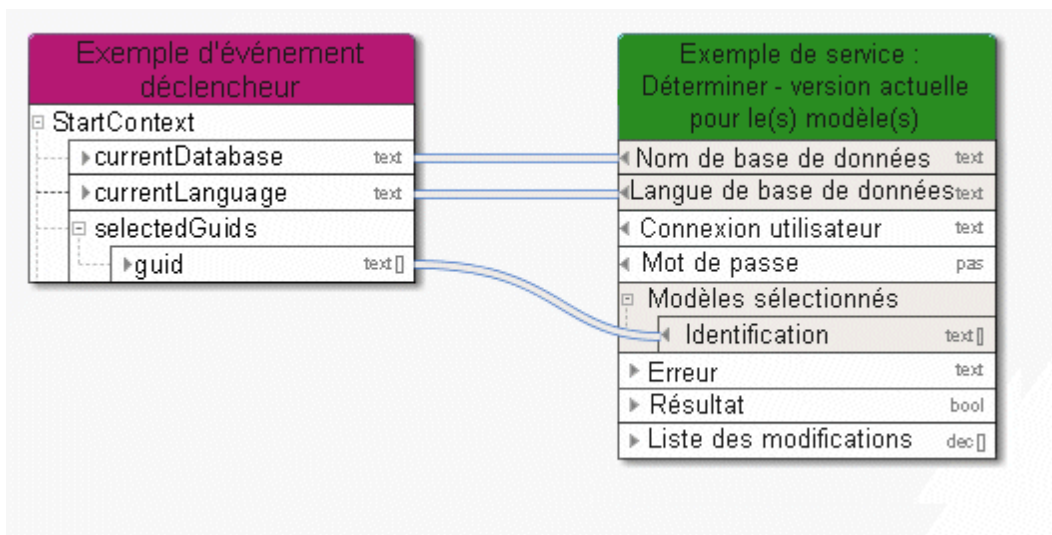 Exemple d'événement
déclencheur
StartContext
currentDatabase text
currentLanguage text
selectedGuids
guid text[]
Exemple de service :
Déterminer - version actuelle
pour le(s) modèle(s)
Nom de base de données text
Langue de base de données text
Connexion utilisateur text
Mot de passe pas
Modèles sélectionnés
Identification text[]
Erreur text
Résultat bool
Liste des modifications dec[]